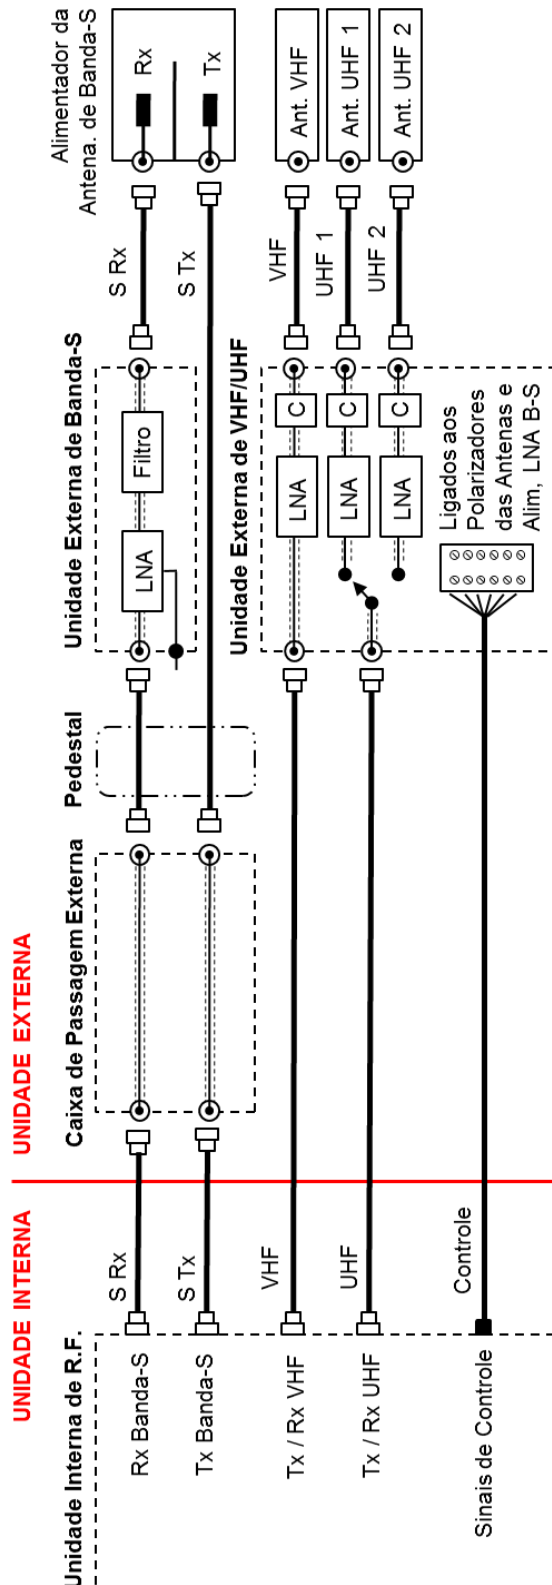 UNIDADE INTERNA
UNIDADE EXTERNA
Unidade Interna de R.F.
Caixa de Passagem Externa
Pedestal
Unidade Externa de Banda-S
Alimentador da
Antena. de Banda-S
Rx Banda-S
S Rx
LNA
Filtro
S Rx
Rx
Tx Banda-S
S Tx
S Tx
Tx
Unidade Externa de VHF/UHF
Tx / Rx VHF
VHF
LNA
C
VHF
Ant. VHF
Tx / Rx UHF
UHF
LNA
C
UHF 1
Ant. UHF 1
LNA
C
UHF 2
Ant. UHF 2
Sinais de Controle
Controle
Ligados aos
Polarizadores
das Antenas e
Alim, LNA B-S